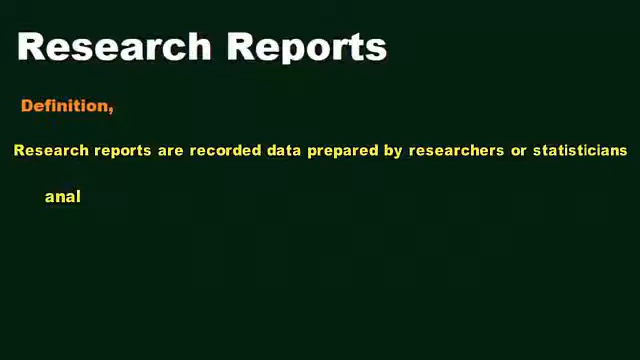 Research Reports
Definition,
Research reports are recorded data prepared by researchers or statisticians
anal